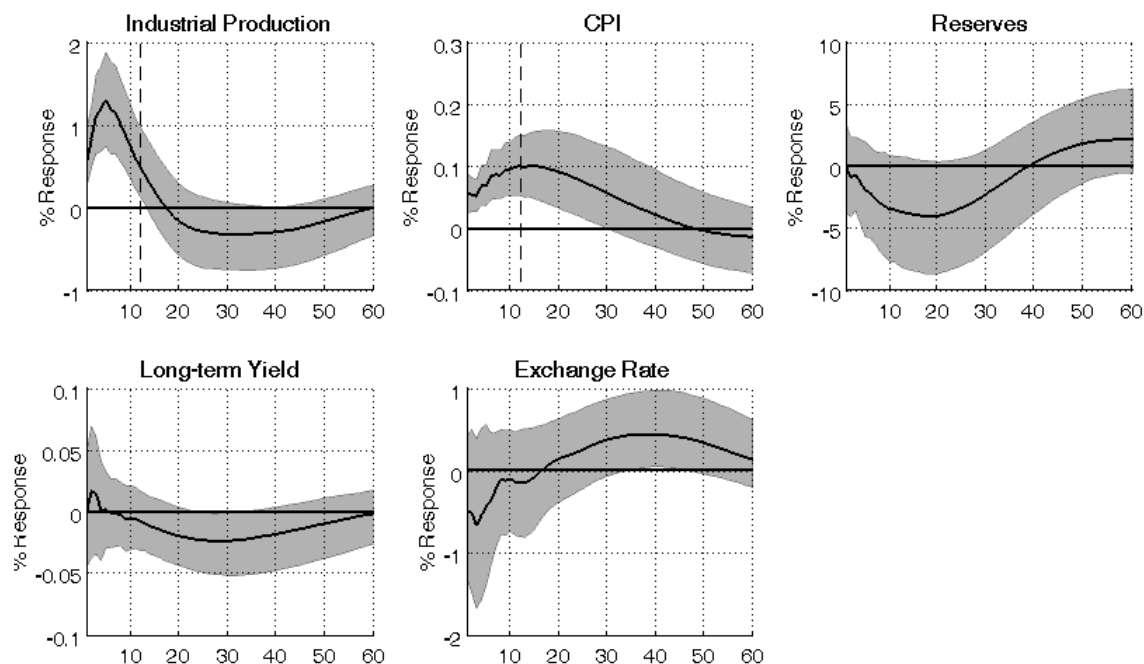 Industrial Production
% Response
2
1
0
-1
10 20 30 40 50 60
CPI
% Response
0.3
0.2
0.1
0
-0.1
10 20 30 40 50 60
Reserves
% Response
10
5
0
-5
-10
10 20 30 40 50 60
Long-term Yield
% Response
0.1
0.05
0
-0.05
-0.1
10 20 30 40 50 60
Exchange Rate
% Response
1
0
-1
-2
10 20 30 40 50 60